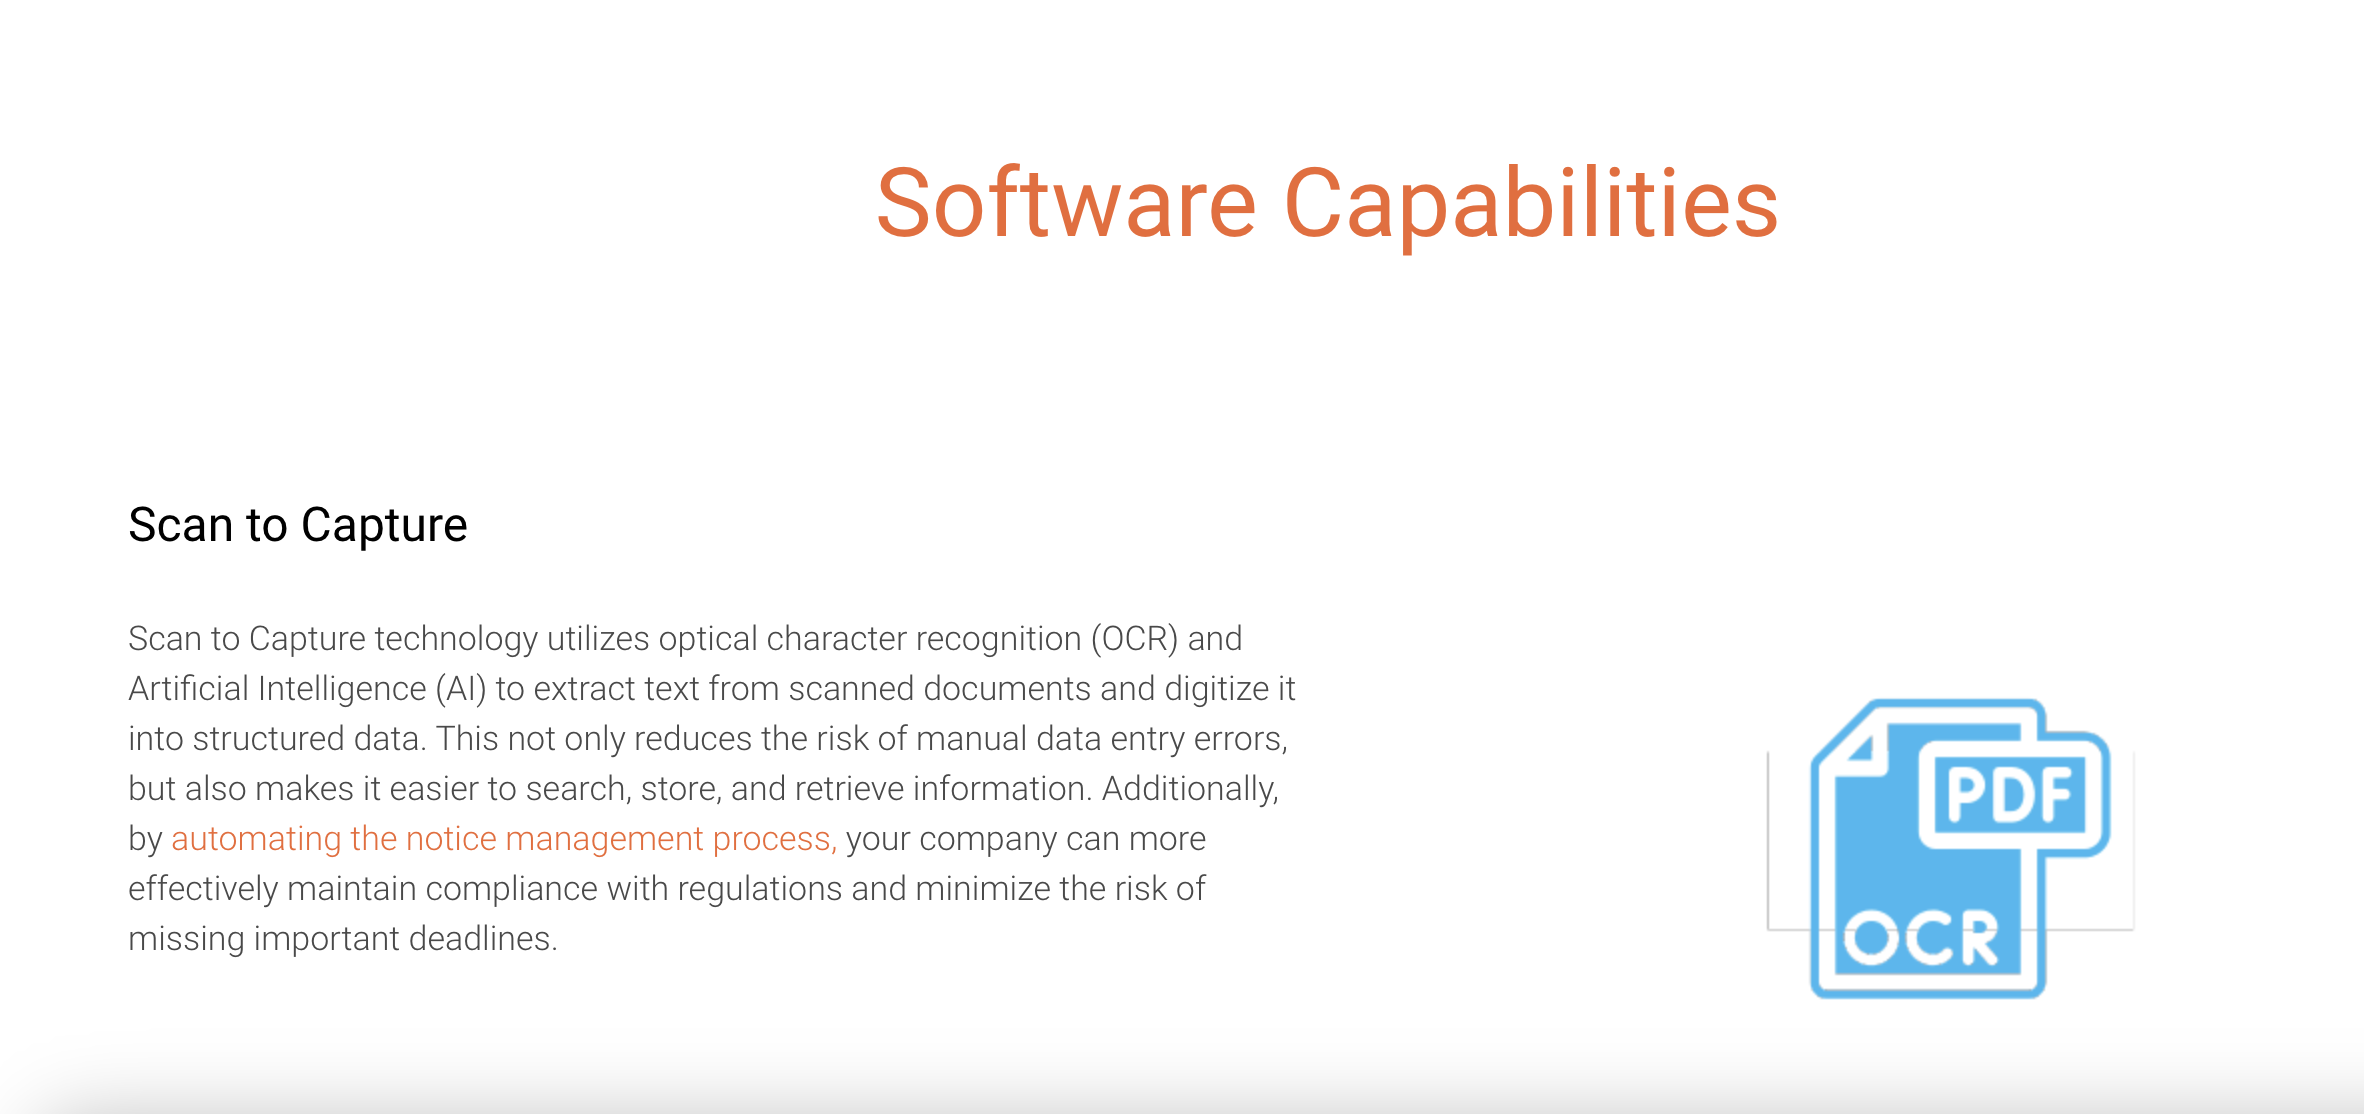 Software Capabilities
Scan to Capture
Scan to Capture technology utilizes optical character recognition (OCR) and
Artificial Intelligence (AI) to extract text from scanned documents and digitize it
into structured data. This not only reduces the risk of manual data entry errors,
but also makes it easier to search, store, and retrieve information. Additionally,
by automating the notice management process, your company can more
effectively maintain compliance with regulations and minimize the risk of
missing important deadlines.
PDF
OCR